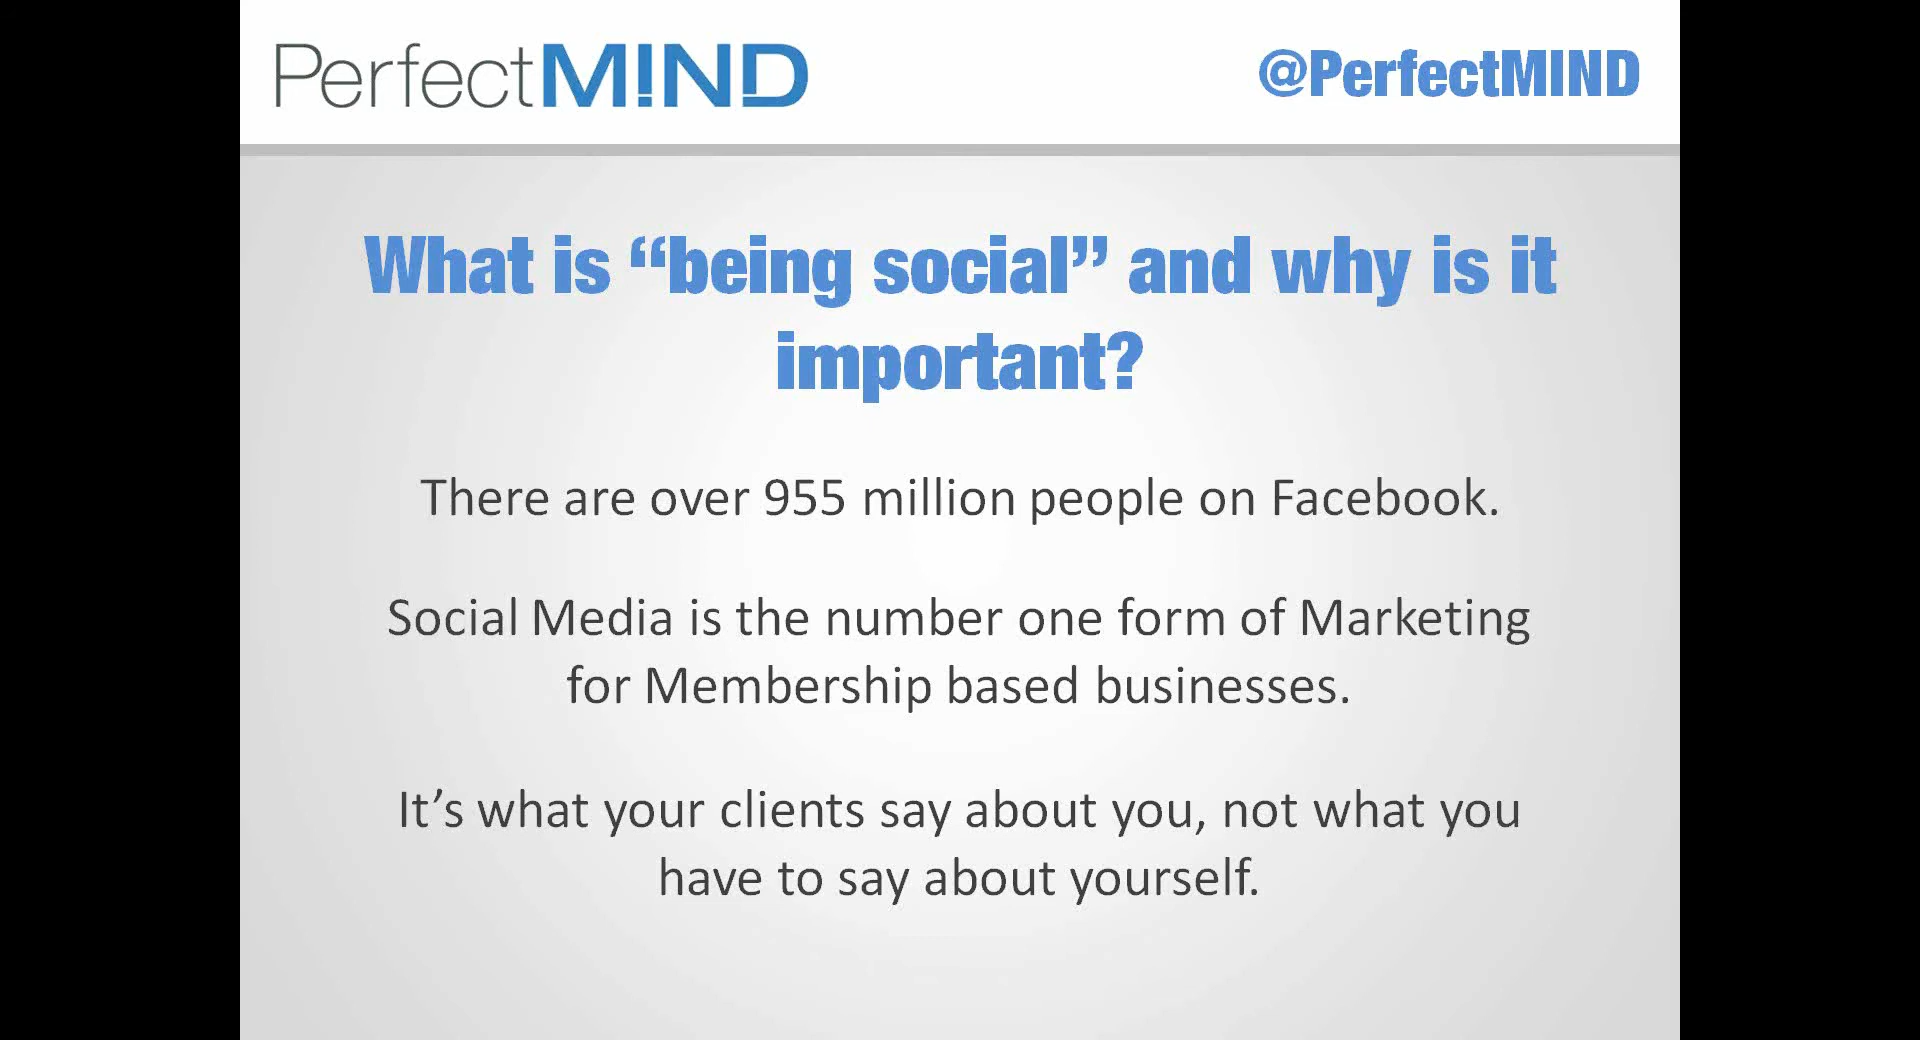 PerfectMIND
@PerfectMIND
What is “being social” and why is it
important?
There are over 955 million people on Facebook.
Social Media is the number one form of Marketing
for Membership based businesses.
It’s what your clients say about you, not what you
have to say about yourself.